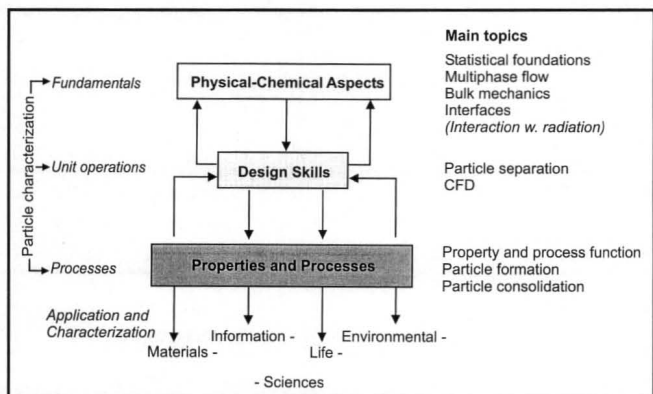 Main topics
Statistical foundations
Multiphase flow
Bulk mechanics
Interfaces
(Interaction w. radiation)
Particle characterization
Fundamentals
Physical-Chemical Aspects
Unit operations
Design Skills
Particle separation
CFD
Processes
Properties and Processes
Property and process function
Particle formation
Particle consolidation
Application and
Characterization
Materials -
Information -
Life -
Environmental -
- Sciences